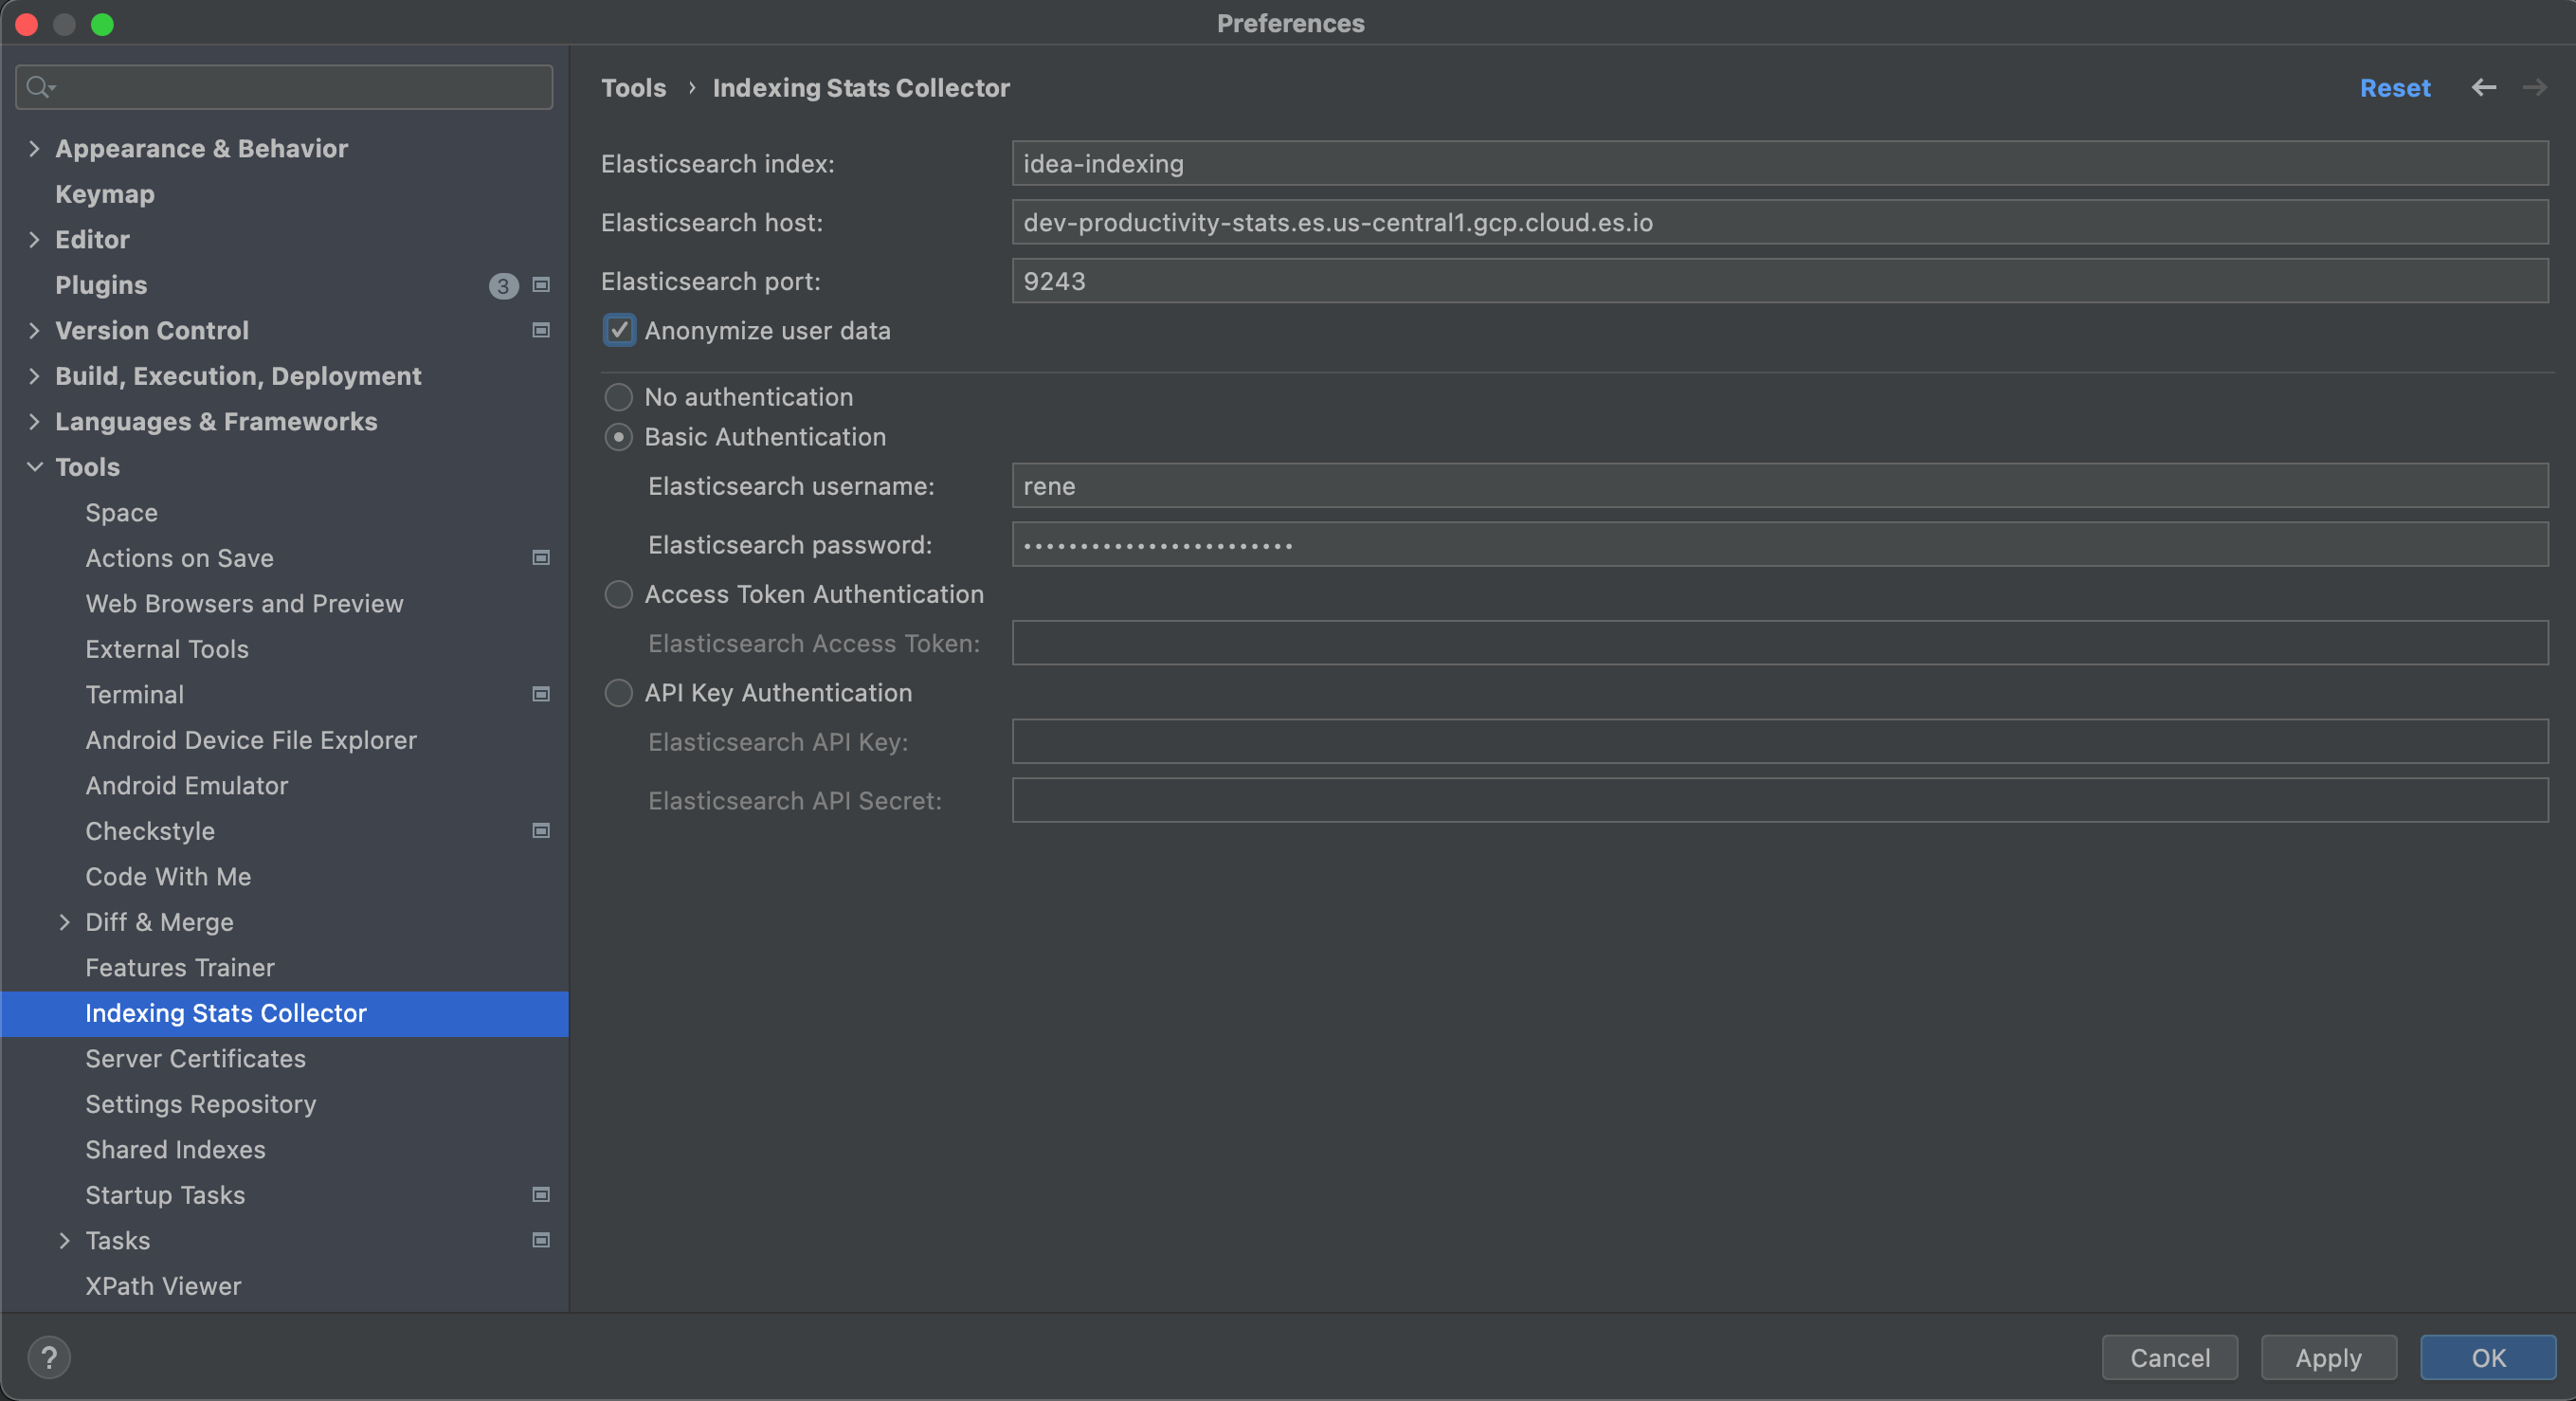 Preferences
Appearance & Behavior
Keymap
Editor
Plugins 3
Version Control
Build, Execution, Deployment
Languages & Frameworks
Tools
Space
Actions on Save
Web Browsers and Preview
External Tools
Terminal
Android Device File Explorer
Android Emulator
Checkstyle
Code With Me
Diff & Merge
Features Trainer
Indexing Stats Collector
Server Certificates
Settings Repository
Shared Indexes
Startup Tasks
Tasks
XPath Viewer
Tools › Indexing Stats Collector Reset
Elasticsearch index: idea-indexing
Elasticsearch host: dev-productivity-stats.es.us-central1.gcp.cloud.es.io
Elasticsearch port: 9243
Anonymize user data
No authentication
Basic Authentication
Elasticsearch username: rene
Elasticsearch password: ••••••••••••••••••••••••
Access Token Authentication
Elasticsearch Access Token:
API Key Authentication
Elasticsearch API Key:
Elasticsearch API Secret:
? Cancel Apply OK